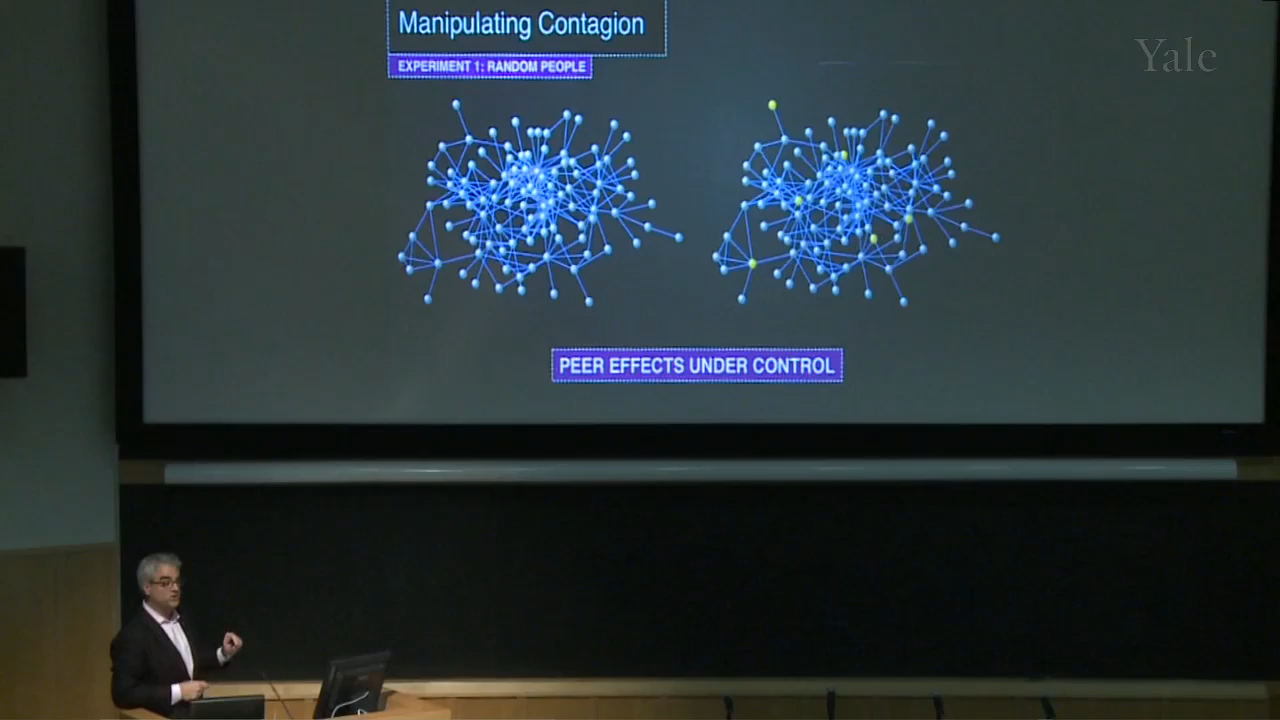 Manipulating Contagion
Yale
EXPERIMENT 1: RANDOM PEOPLE
PEER EFFECTS UNDER CONTROL